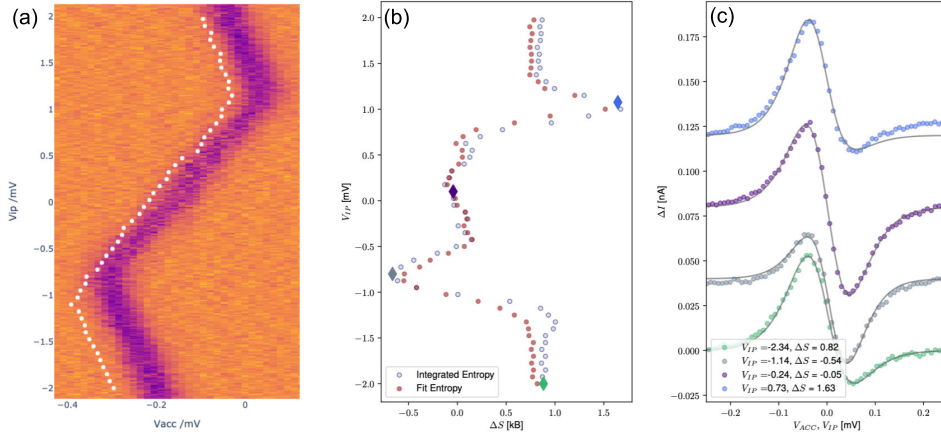 (a)
2
1.5
1
0.5
0
−0.5
−1
−1.5
−2
Vip /mV
−0.4
−0.2
0
Vacc /mV
(b)
2.0
1.5
1.0
0.5
0.0
−0.5
−1.0
−1.5
−2.0
V_IP [mV]
Integrated Entropy
Fit Entropy
−0.5
0.0
0.5
1.0
1.5
ΔS [kB]
(c)
0.175
0.150
0.125
0.100
0.075
0.050
0.025
0.000
−0.025
ΔI [nA]
V_IP =-2.34, ΔS = 0.82
V_IP =-1.14, ΔS = -0.54
V_IP =-0.24, ΔS = -0.05
V_IP =0.73, ΔS = 1.63
−0.2
−0.1
0.0
0.1
0.2
V_ACC, V_IP [mV]